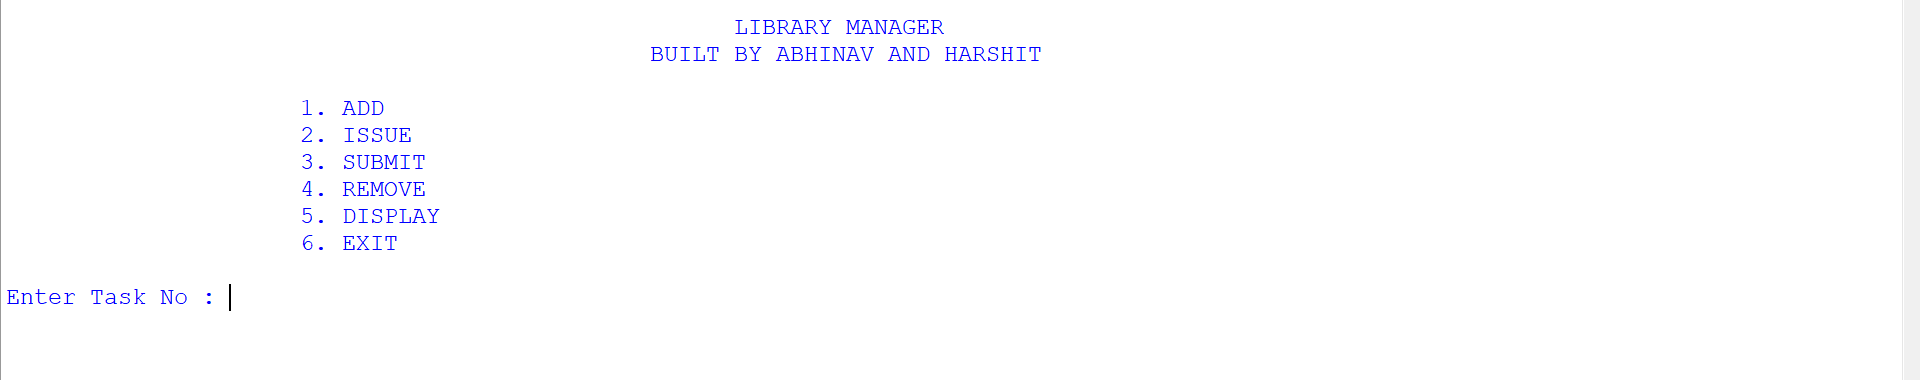 LIBRARY MANAGER
BUILT BY ABHINAV AND HARSHIT
1. ADD
2. ISSUE
3. SUBMIT
4. REMOVE
5. DISPLAY
6. EXIT
Enter Task No :